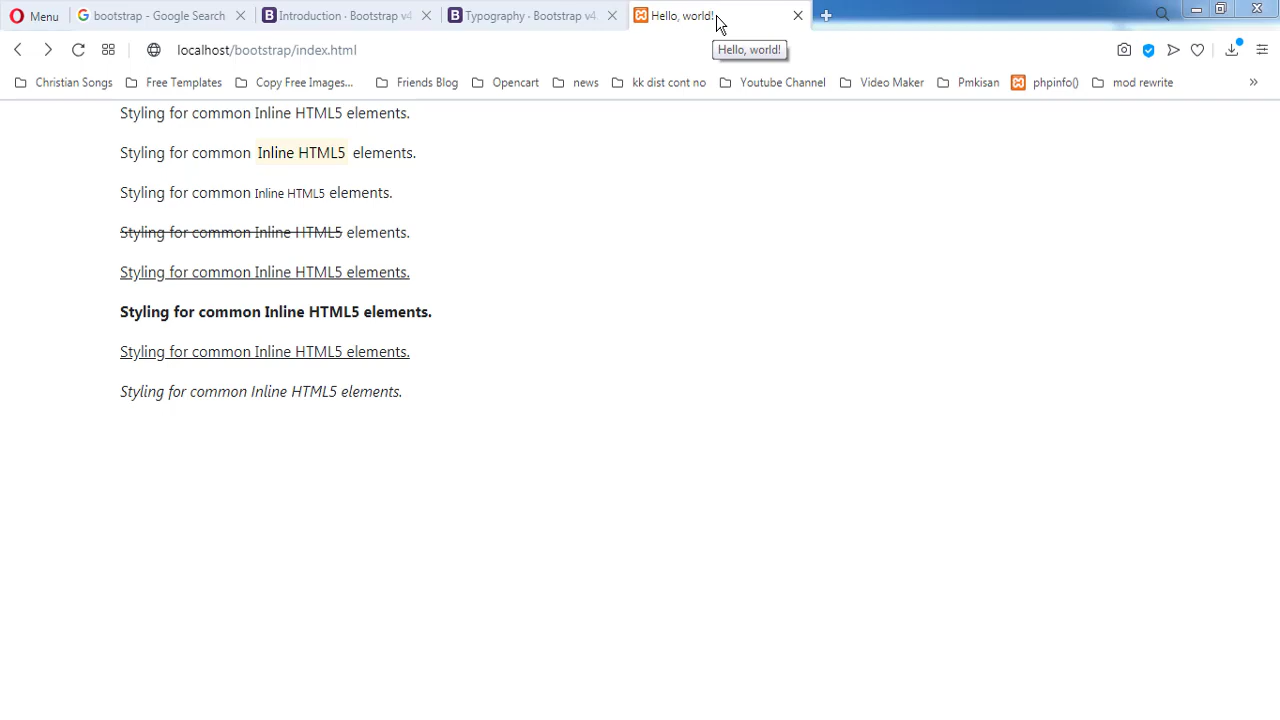 Menu
bootstrap - Google Search
Introduction · Bootstrap v4
Typography · Bootstrap v4.
Hello, world!
localhost/bootstrap/index.html
Hello, world!
Christian Songs
Free Templates
Copy Free Images...
Friends Blog
Opencart
news
kk dist cont no
Youtube Channel
Video Maker
Pmkisan
phpinfo()
mod rewrite
Styling for common Inline HTML5 elements.
Styling for common Inline HTML5 elements.
Styling for common Inline HTML5 elements.
Styling for common Inline HTML5 elements.
Styling for common Inline HTML5 elements.
Styling for common Inline HTML5 elements.
Styling for common Inline HTML5 elements.
Styling for common Inline HTML5 elements.